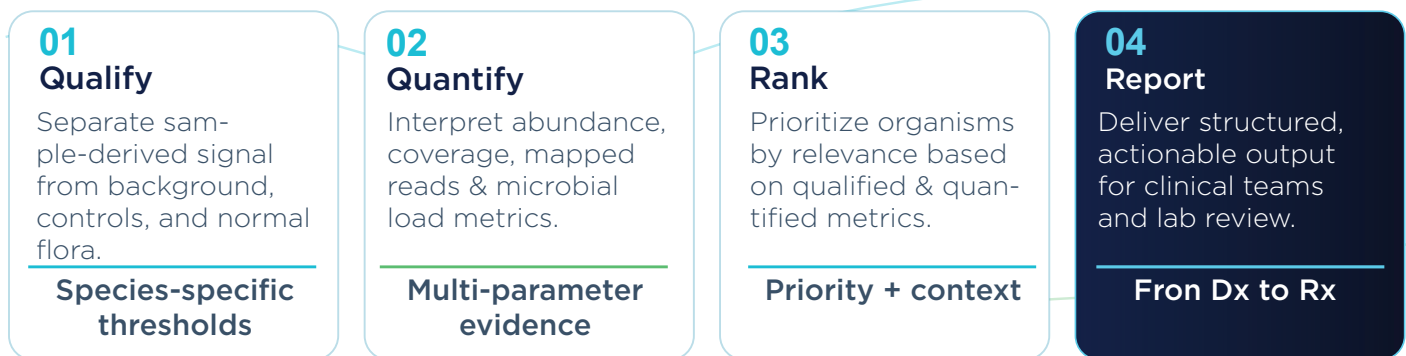 01
Qualify
Separate sam-
ple-derived signal
from background,
controls, and normal
flora.
Species-specific
thresholds
02
Quantify
Interpret abundance,
coverage, mapped
reads & microbial
load metrics.
Multi-parameter
evidence
03
Rank
Prioritize organisms
by relevance based
on qualified & quan-
tified metrics.
Priority + context
04
Report
Deliver structured,
actionable output
for clinical teams
and lab review.
Fron Dx to Rx